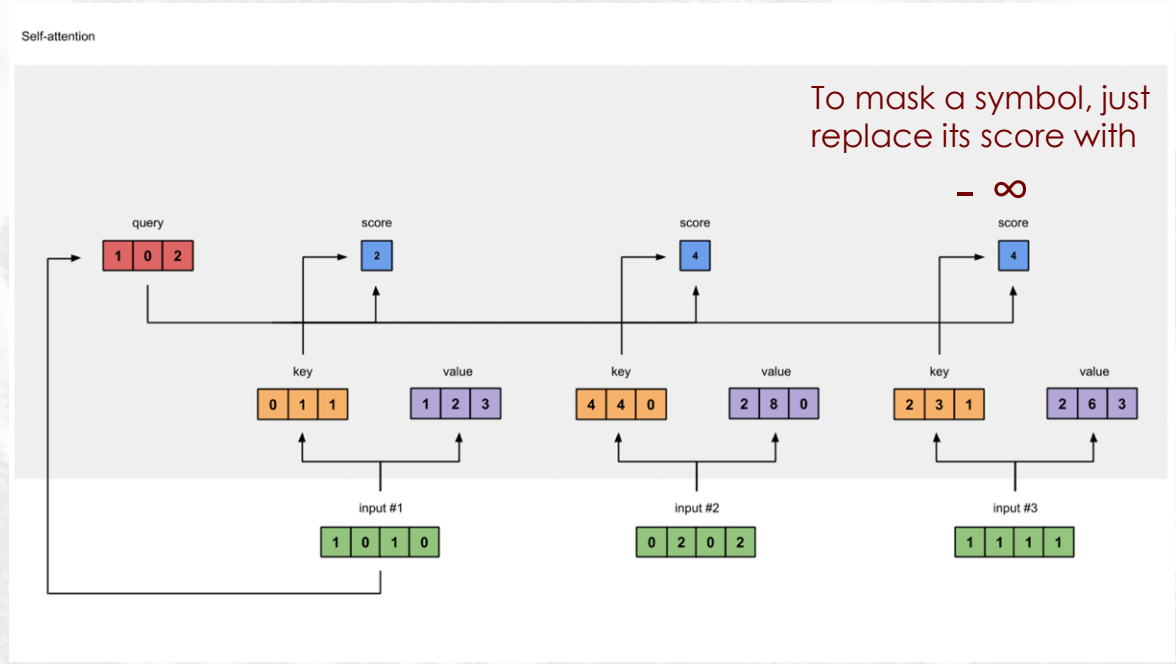 Self-attention
To mask a symbol, just
replace its score with
- ∞
query
score
score
score
1 0 2
2
4
4
key
value
key
value
key
value
0 1 1
1 2 3
4 4 0
2 8 0
2 3 1
2 6 3
input #1
input #2
input #3
1 0 1 0
0 2 0 2
1 1 1 1